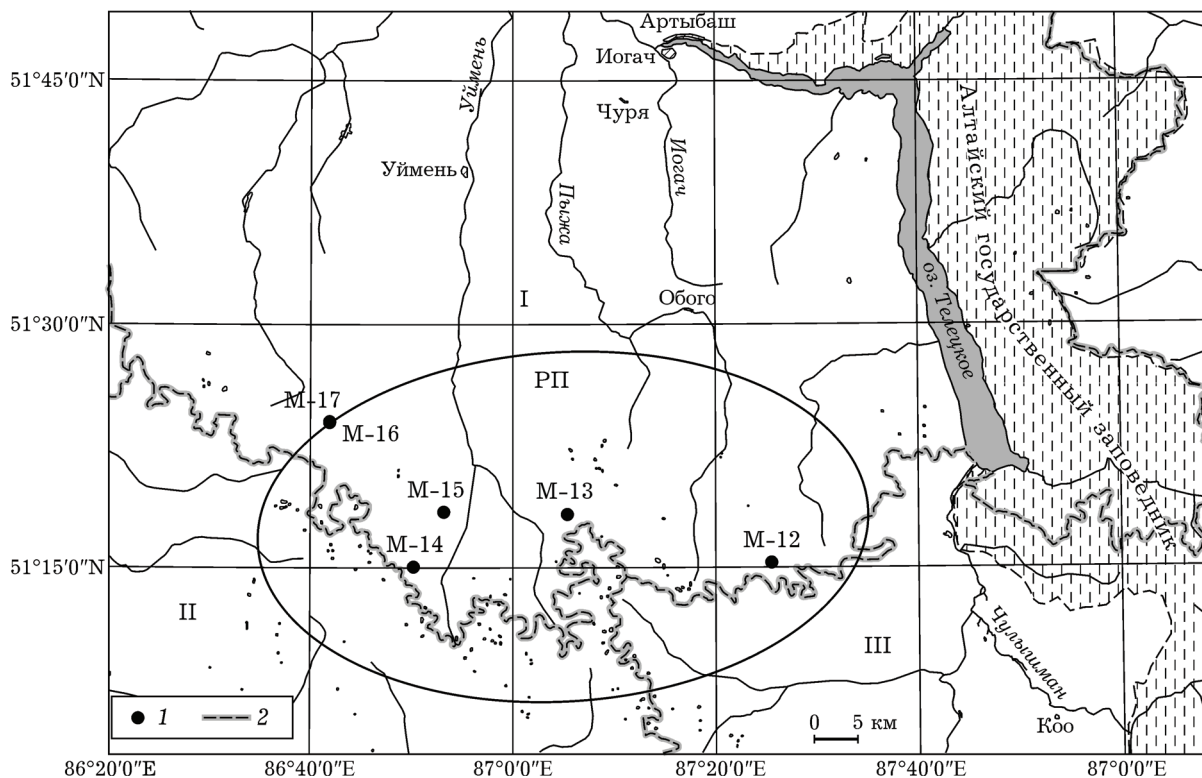 Артыбаш
Иогач
51°45′0″N
Уймень
Чуря
Уймень
Иогач
Пыжа
Алтайский государственный заповедник
оз. Телецкое
I
Обого
51°30′0″N
РП
М-17
М-16
М-15
М-13
М-14
М-12
51°15′0″N
II
III
Чулышман
Коо
1
2
0 5 км
86°20′0″E
86°40′0″E
87°0′0″E
87°20′0″E
87°40′0″E
87°0′0″E